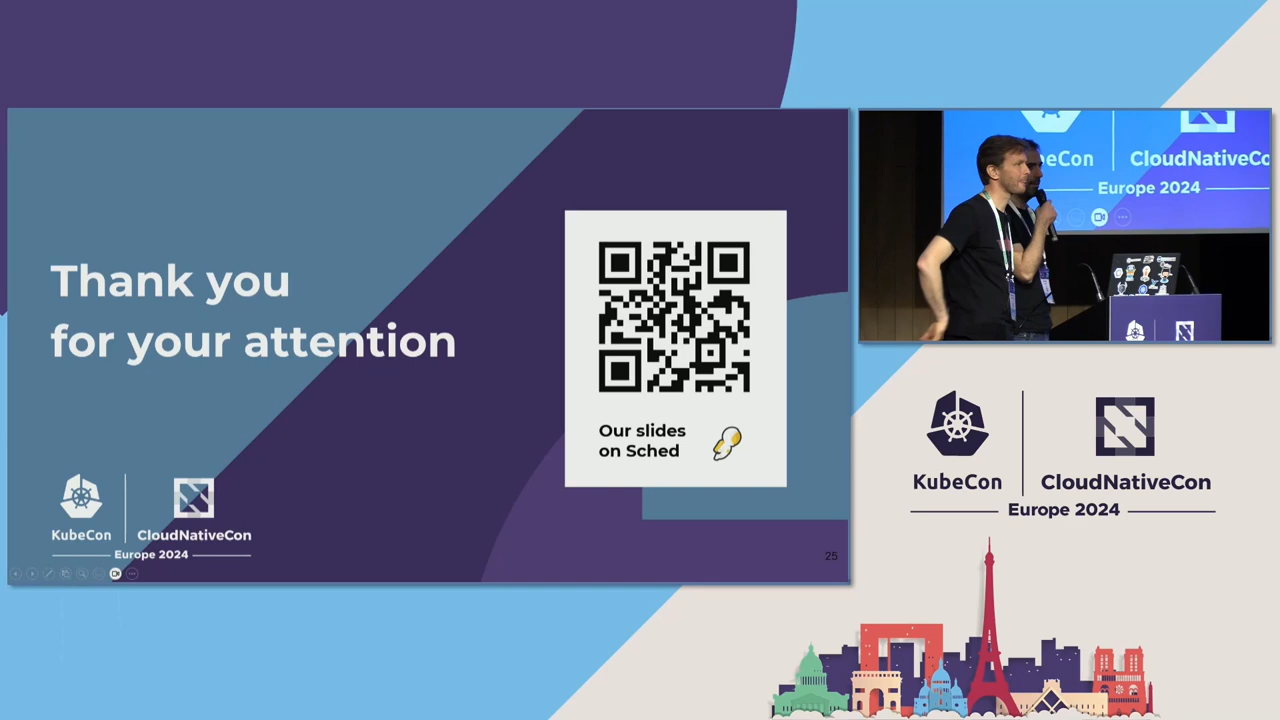 Thank you
for your attention
Our slides
on Sched
KubeCon
CloudNativeCon
Europe 2024
25
eCon
CloudNativeCo
Europe 2024
KubeCon
CloudNativeCon
Europe 2024